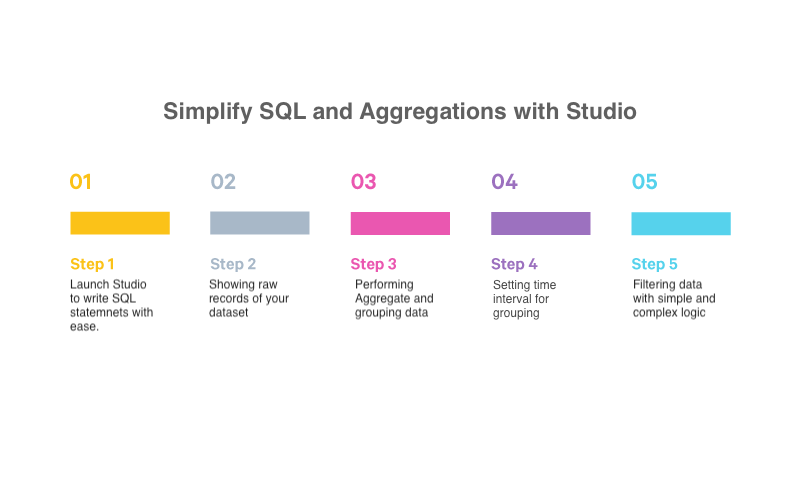 Simplify SQL and Aggregations with Studio
01
02
03
04
05
Step 1
Launch Studio
to write SQL
statemnets with
ease.
Step 2
Showing raw
records of your
dataset
Step 3
Performing
Aggregate and
grouping data
Step 4
Setting time
interval for
grouping
Step 5
Filtering data
with simple and
complex logic